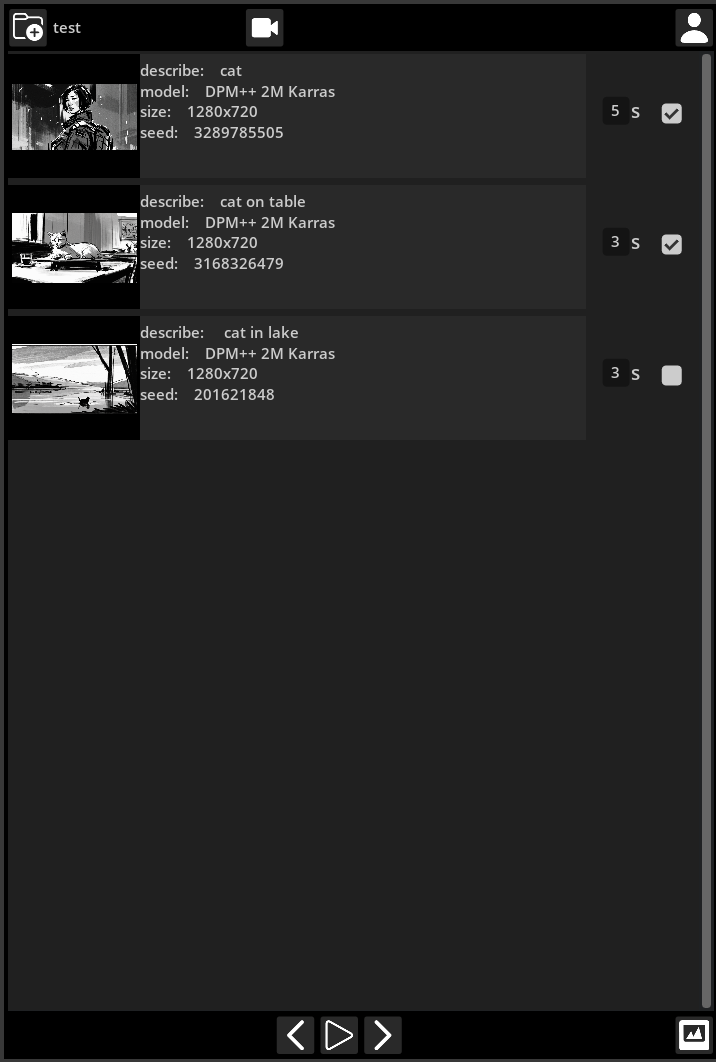 test
describe: cat
model: DPM++ 2M Karras
size: 1280x720
seed: 3289785505
5 s
describe: cat on table
model: DPM++ 2M Karras
size: 1280x720
seed: 3168326479
3 s
describe: cat in lake
model: DPM++ 2M Karras
size: 1280x720
seed: 201621848
3 s